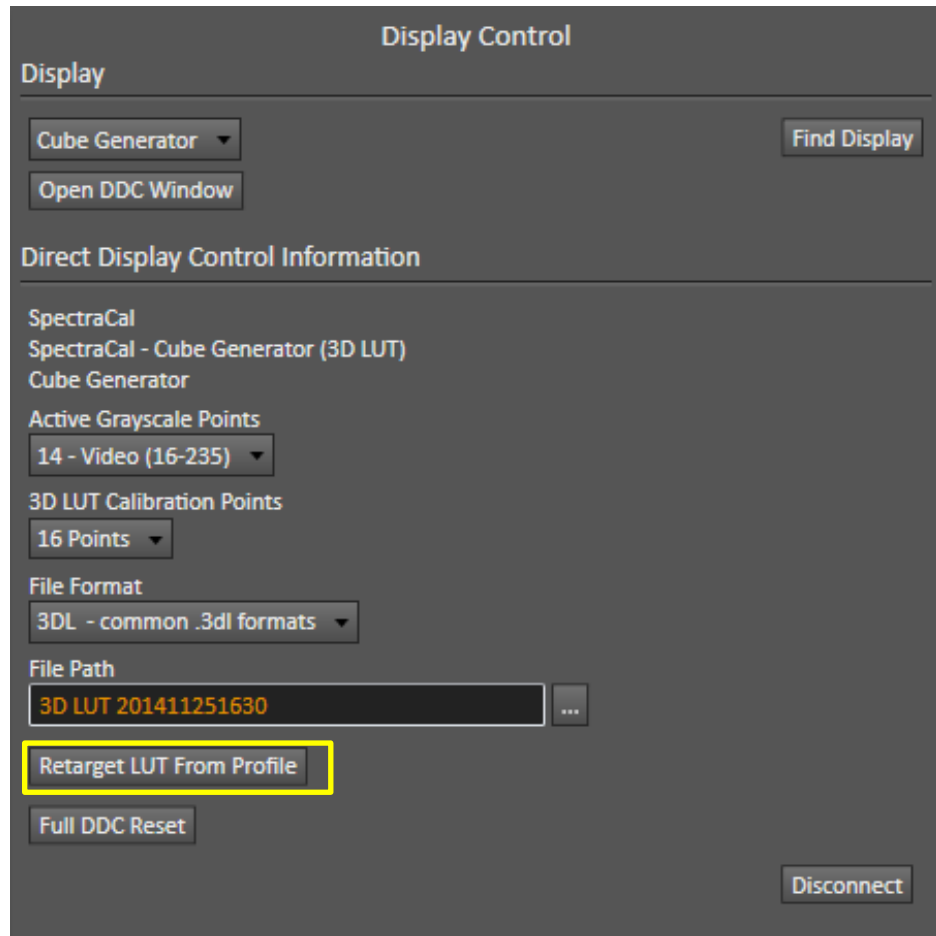 Display Control
Display
Cube Generator
Find Display
Open DDC Window
Direct Display Control Information
SpectraCal
SpectraCal - Cube Generator (3D LUT)
Cube Generator
Active Grayscale Points
14 - Video (16-235)
3D LUT Calibration Points
16 Points
File Format
3DL - common .3dl formats
File Path
3D LUT 201411251630
...
Retarget LUT From Profile
Full DDC Reset
Disconnect